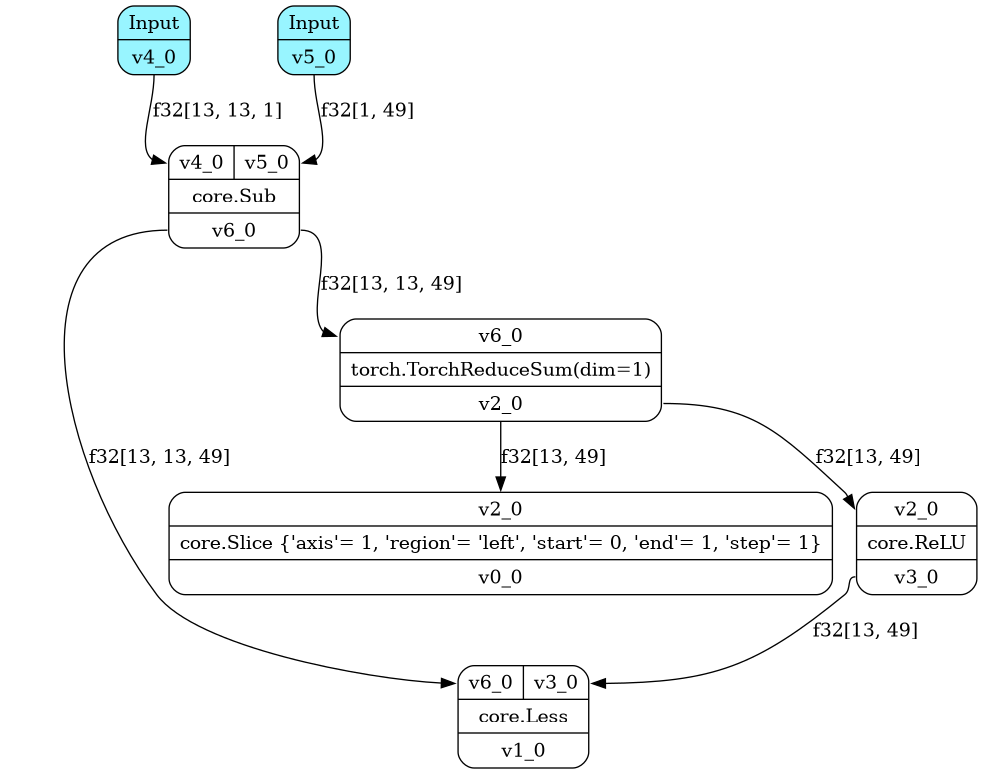 Input
v4_0
Input
v5_0
f32[13, 13, 1]
f32[1, 49]
v4_0
v5_0
core.Sub
v6_0
f32[13, 13, 49]
v6_0
torch.TorchReduceSum(dim=1)
v2_0
f32[13, 13, 49]
f32[13, 49]
f32[13, 49]
v2_0
core.Slice {'axis'= 1, 'region'= 'left', 'start'= 0, 'end'= 1, 'step'= 1}
v0_0
v2_0
core.ReLU
v3_0
f32[13, 49]
v6_0
v3_0
core.Less
v1_0